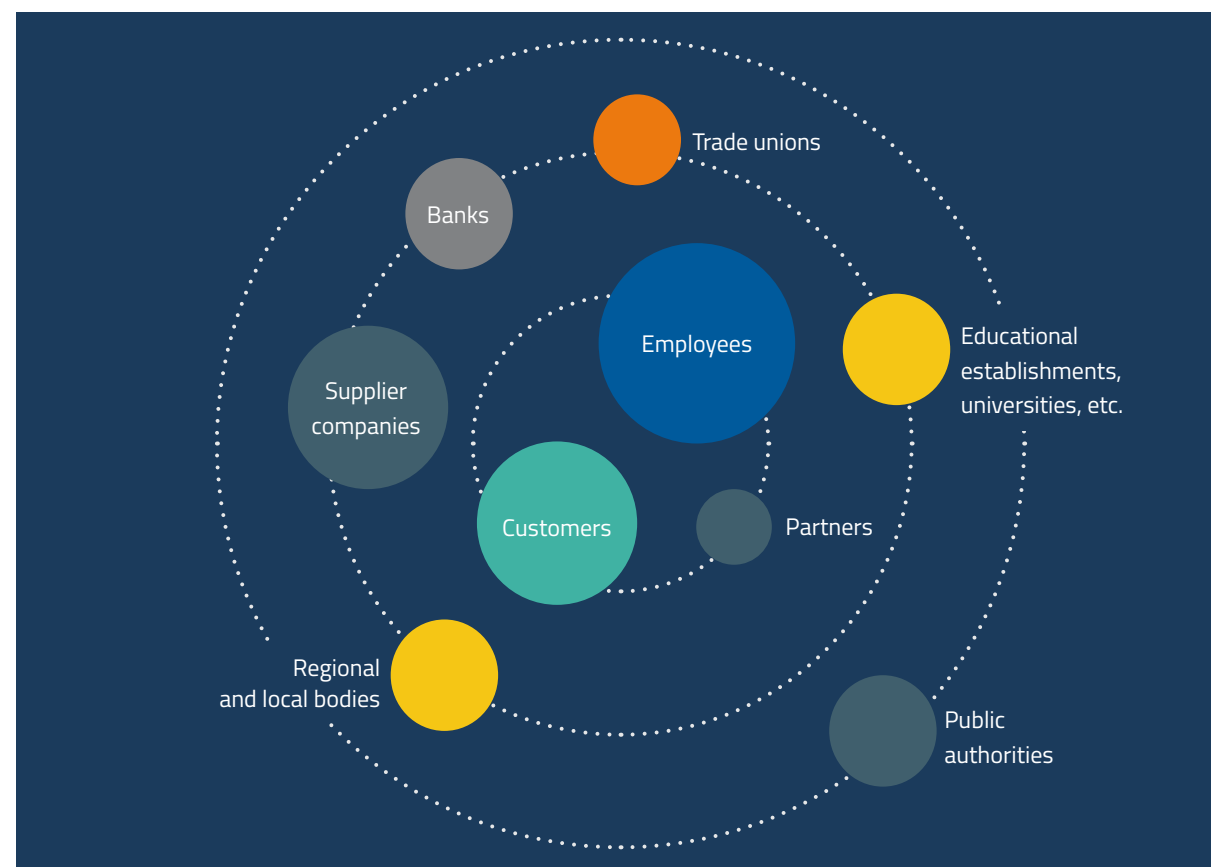 Trade unions
Banks
Employees
Educational
establishments,
universities, etc.
Supplier
companies
Customers
Partners
Regional
and local bodies
Public
authorities